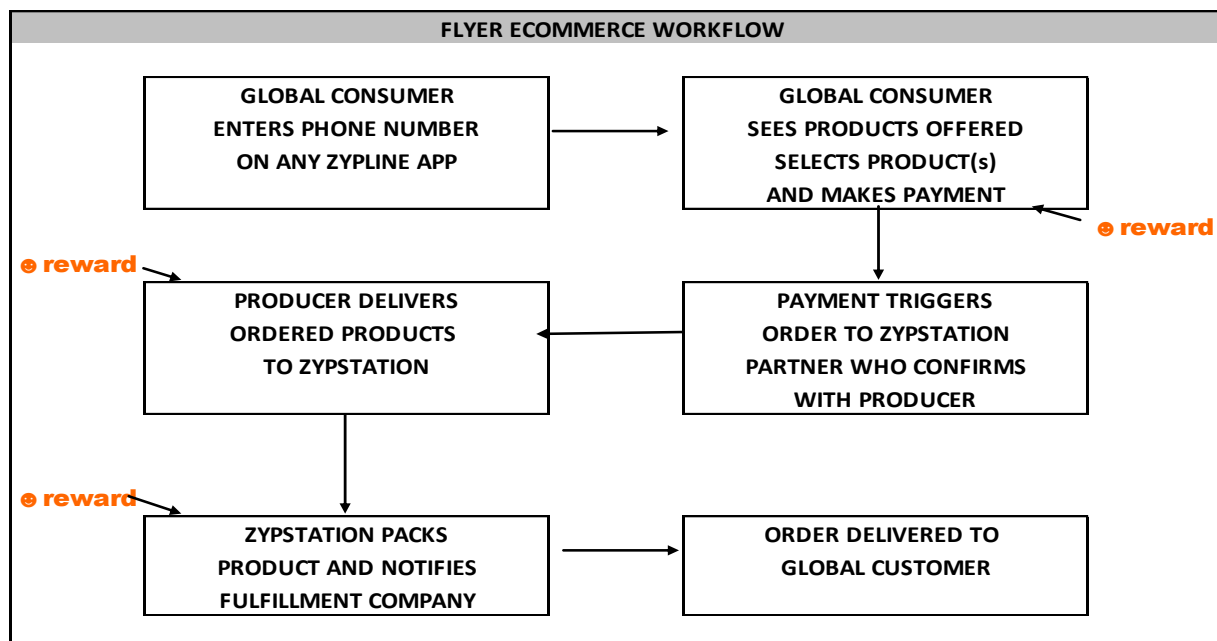 FLYER ECOMMERCE WORKFLOW
GLOBAL CONSUMER
ENTERS PHONE NUMBER
ON ANY ZYPLINE APP
GLOBAL CONSUMER
SEES PRODUCTS OFFERED
SELECTS PRODUCT(s)
AND MAKES PAYMENT
☻ reward
☻ reward
PAYMENT TRIGGERS
ORDER TO ZYPSTATION
PARTNER WHO CONFIRMS
WITH PRODUCER
PRODUCER DELIVERS
ORDERED PRODUCTS
TO ZYPSTATION
☻ reward
ZYPSTATION PACKS
PRODUCT AND NOTIFIES
FULFILLMENT COMPANY
ORDER DELIVERED TO
GLOBAL CUSTOMER